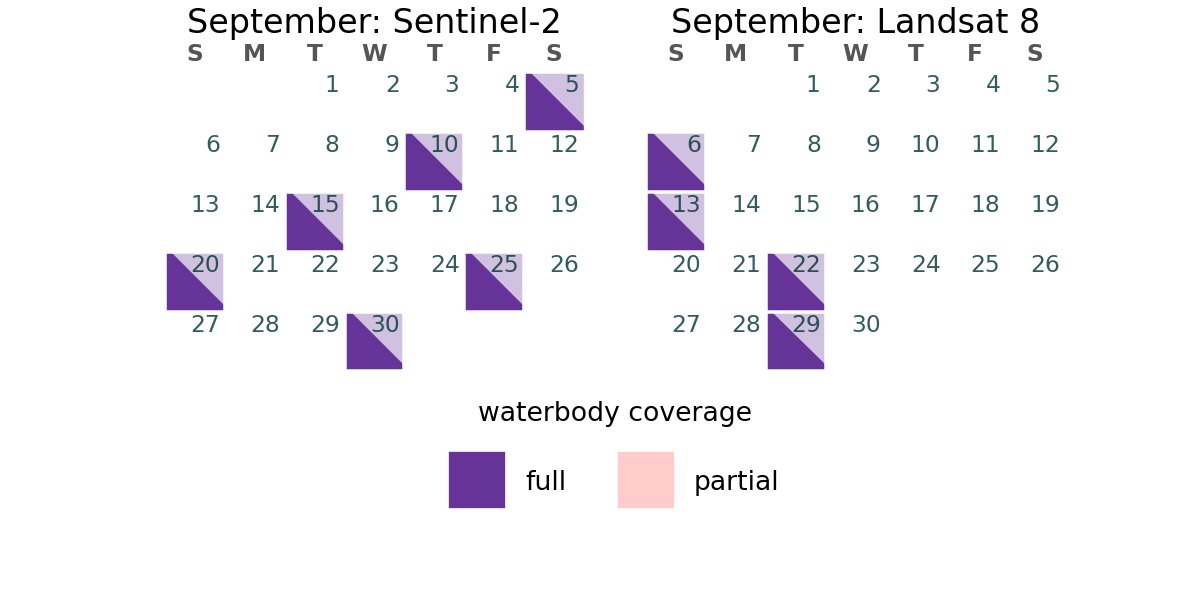 September: Sentinel-2
S M T W T F S
1 2 3 4 5
6 7 8 9 10 11 12
13 14 15 16 17 18 19
20 21 22 23 24 25 26
27 28 29 30
September: Landsat 8
S M T W T F S
1 2 3 4 5
6 7 8 9 10 11 12
13 14 15 16 17 18 19
20 21 22 23 24 25 26
27 28 29 30
waterbody coverage
full
partial